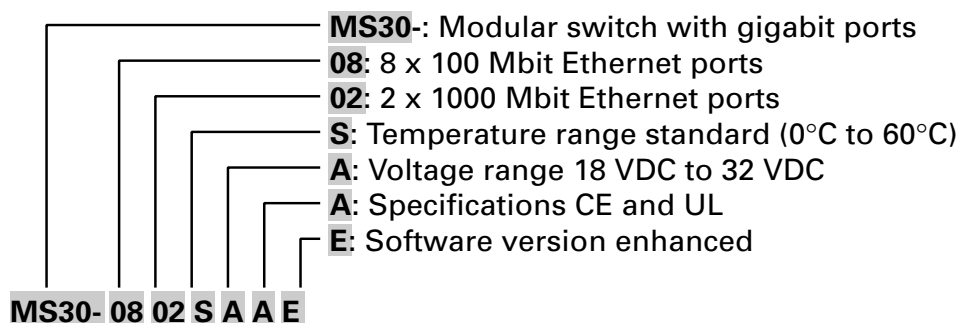 MS30-: Modular switch with gigabit ports
08: 8 x 100 Mbit Ethernet ports
02: 2 x 1000 Mbit Ethernet ports
S: Temperature range standard (0°C to 60°C)
A: Voltage range 18 VDC to 32 VDC
A: Specifications CE and UL
E: Software version enhanced
MS30- 08 02 S A A E